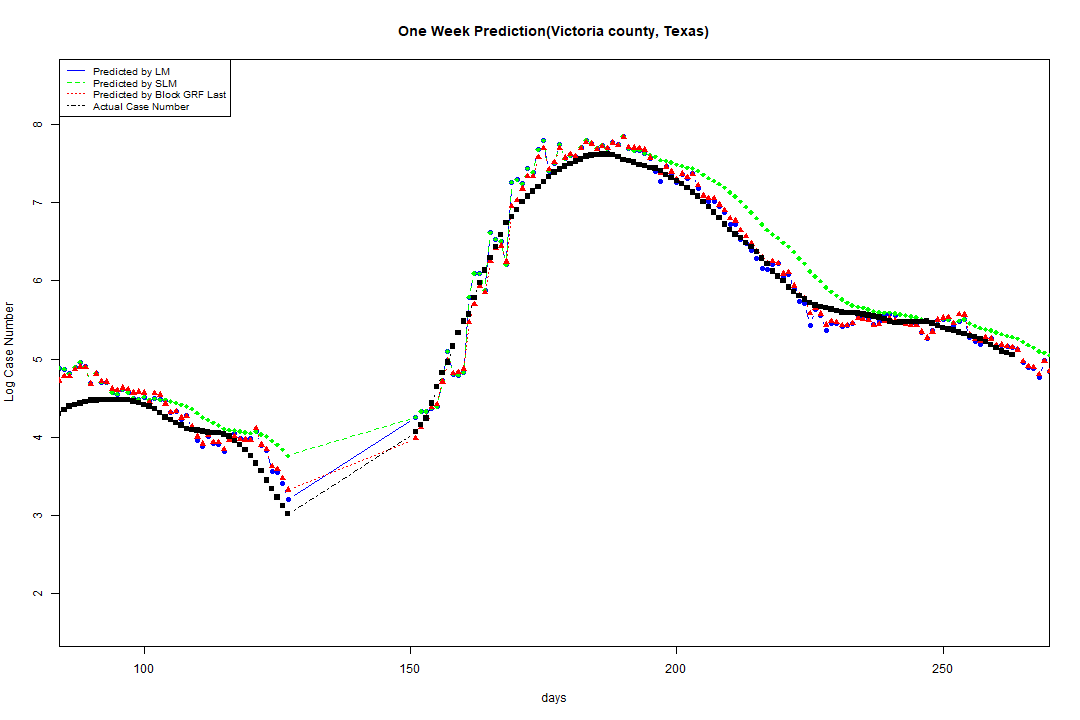 One Week Prediction(Victoria county, Texas)
Predicted by LM
Predicted by SLM
Predicted by Block GRF Last
Actual Case Number
Log Case Number
8
7
6
5
4
3
2
100 150 200 250
days